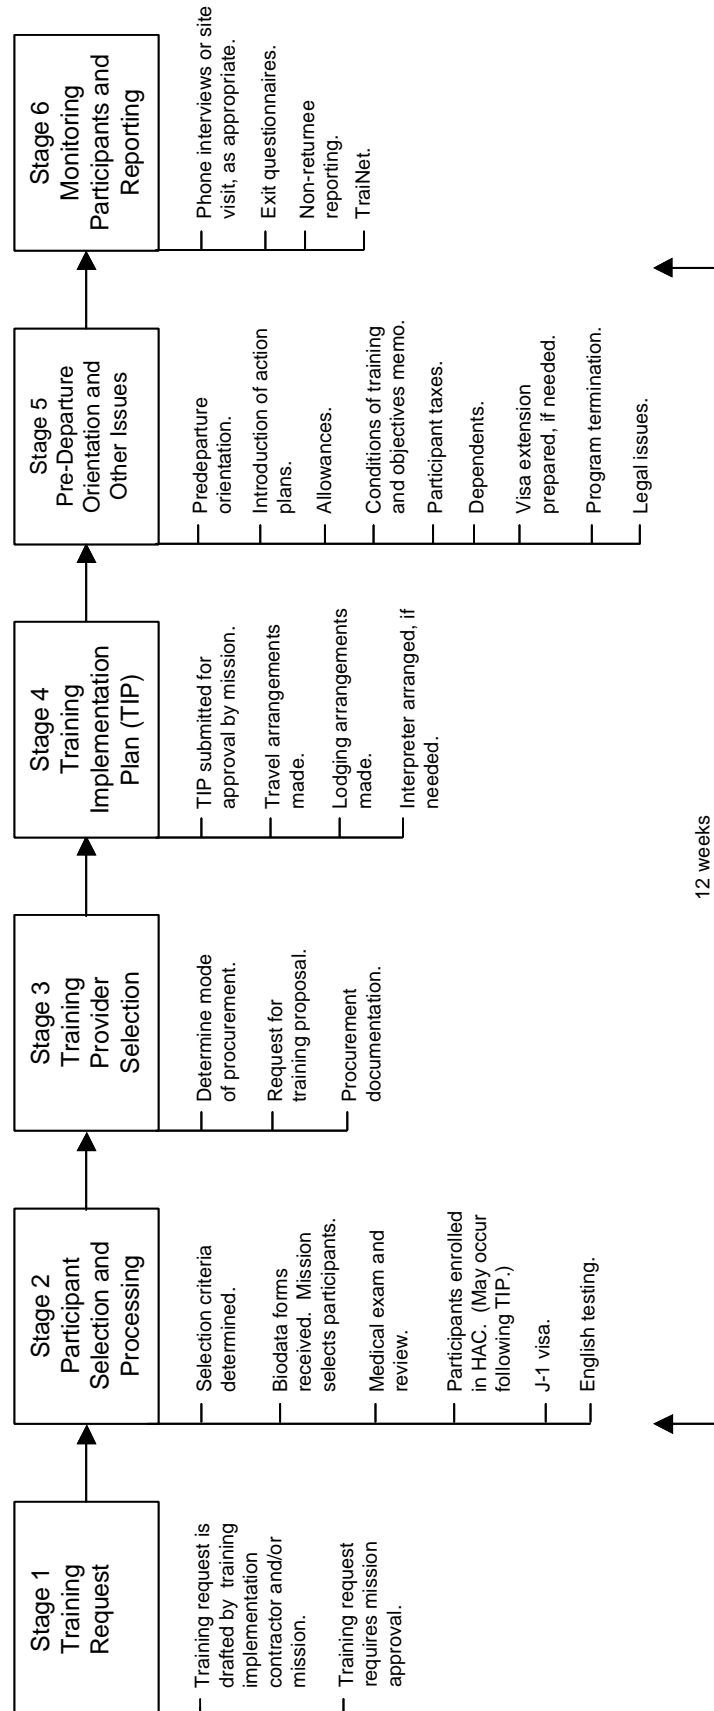 Stage 1
Training
Request
Training request is
drafted by  training
implementation
contractor and/or
mission.
Training request
requires mission
approval.
Stage 2
Participant
Selection and
Processing
Selection criteria
determined.
Biodata forms
received.  Mission
selects participants.
Medical exam and
review.
Participants enrolled
in HAC.  (May occur
following TIP.)
J-1 visa.
English testing.
Stage 3
Training
Provider
Selection
Determine mode
of procurement.
Request for
training proposal.
Procurement
documentation.
Stage 4
Training
Implementation
Plan (TIP)
TIP submitted for
approval by mission.
Travel arrangements
made.
Lodging arrangements
made.
Interpreter arranged, if
needed.
Stage 5
Pre-Departure
Orientation and
Other Issues
Predeparture
orientation.
Introduction of action
plans.
Allowances.
Conditions of training
and objectives memo.
Participant taxes.
Dependents.
Visa extension
prepared, if needed.
Program termination.
Legal issues.
Stage 6
Monitoring
Participants and
Reporting
Phone interviews or site
visit, as appropriate.
Exit questionnaires.
Non-returnee
reporting.
TraiNet.
12 weeks